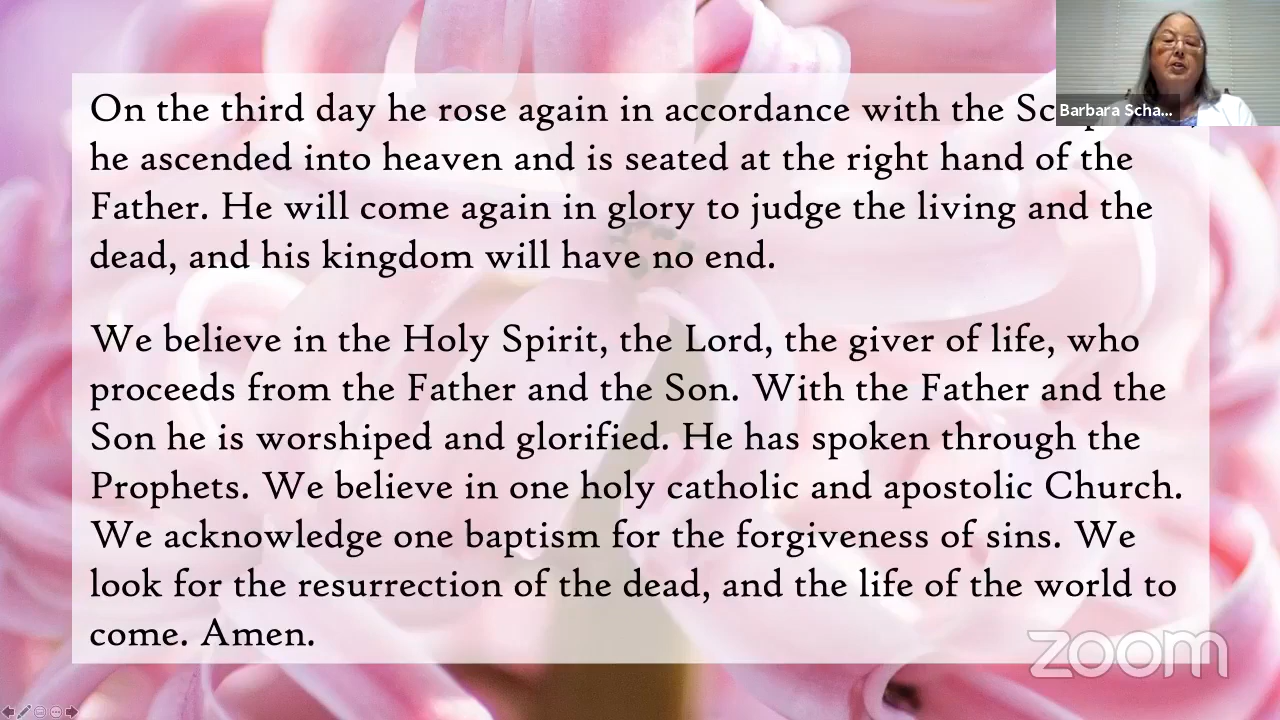 On the third day he rose again in accordance with the
he ascended into heaven and is seated at the right hand of the
Father. He will come again in glory to judge the living and the
dead, and his kingdom will have no end.
We believe in the Holy Spirit, the Lord, the giver of life, who
proceeds from the Father and the Son. With the Father and the
Son he is worshiped and glorified. He has spoken through the
Prophets. We believe in one holy catholic and apostolic Church.
We acknowledge one baptism for the forgiveness of sins. We
look for the resurrection of the dead, and the life of the world to
come. Amen.
Barbara Scha...
zoom